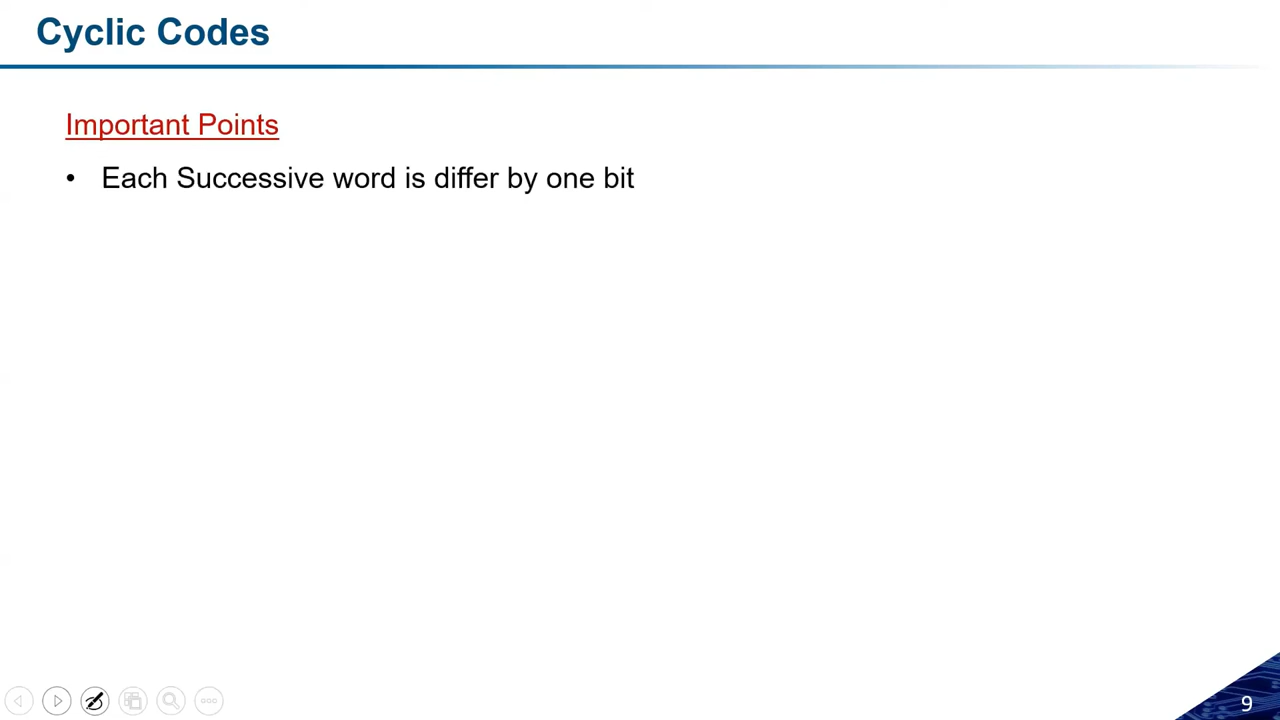 Cyclic Codes
Important Points
• Each Successive word is differ by one bit
9